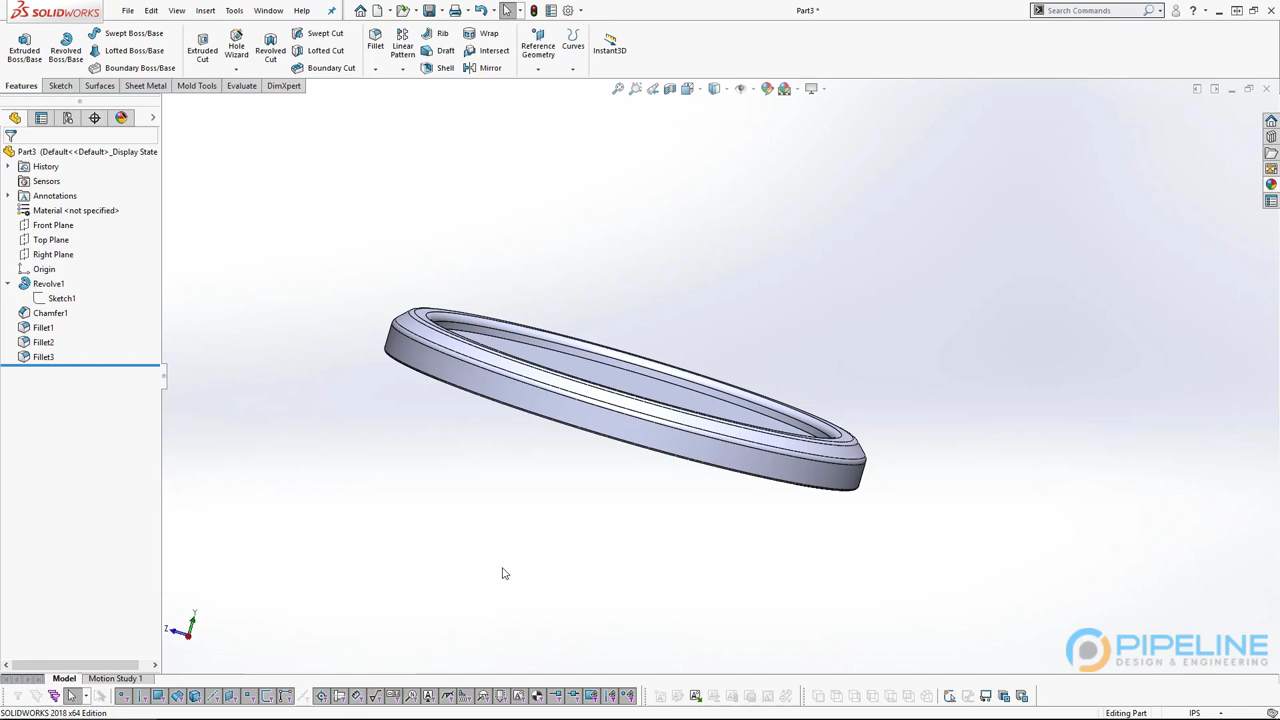 SOLIDWORKS
File
Edit
View
Insert
Tools
Window
Help
Part3 *
Search Commands
Extruded Boss/Base
Revolved Boss/Base
Swept Boss/Base
Lofted Boss/Base
Boundary Boss/Base
Extruded Cut
Hole Wizard
Revolved Cut
Swept Cut
Lofted Cut
Boundary Cut
Fillet
Linear Pattern
Rib
Draft
Shell
Wrap
Intersect
Mirror
Reference Geometry
Curves
Instant3D
Features
Sketch
Surfaces
Sheet Metal
Mold Tools
Evaluate
DimXpert
Part3 (Default<<Default>_Display State
History
Sensors
Annotations
Material <not specified>
Front Plane
Top Plane
Right Plane
Origin
Revolve1
Sketch1
Chamfer1
Fillet1
Fillet2
Fillet3
Y
Z
PIPELINE
DESIGN & ENGINEERING
Model
Motion Study 1
SOLIDWORKS 2018 x64 Edition
Editing Part
IPS